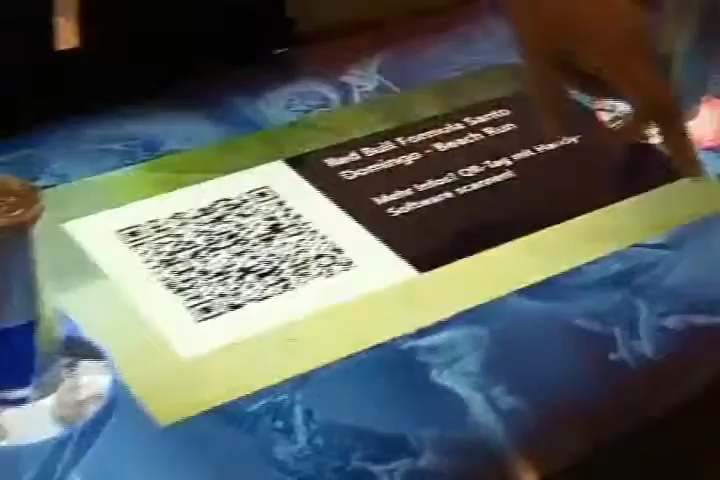 Red Bull Formula Santo
Domingo - Beach Run
Mehr Infos? QR-Tag mit Handy-
Software scannen!